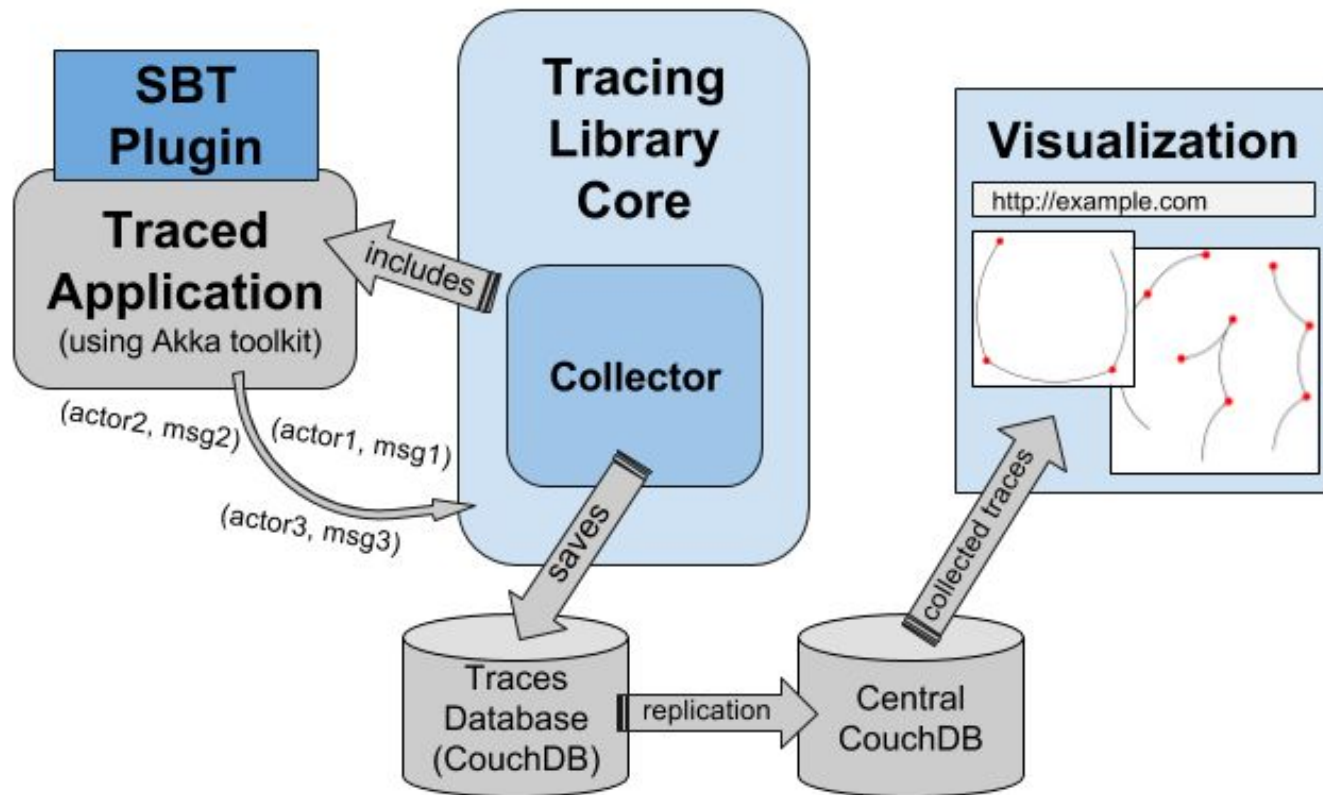 SBT
Plugin
Traced
Application
(using Akka toolkit)
includes
(actor2, msg2)
(actor1, msg1)
(actor3, msg3)
Tracing
Library
Core
Collector
saves
Traces
Database
(CouchDB)
replication
Central
CouchDB
collected traces
Visualization
http://example.com